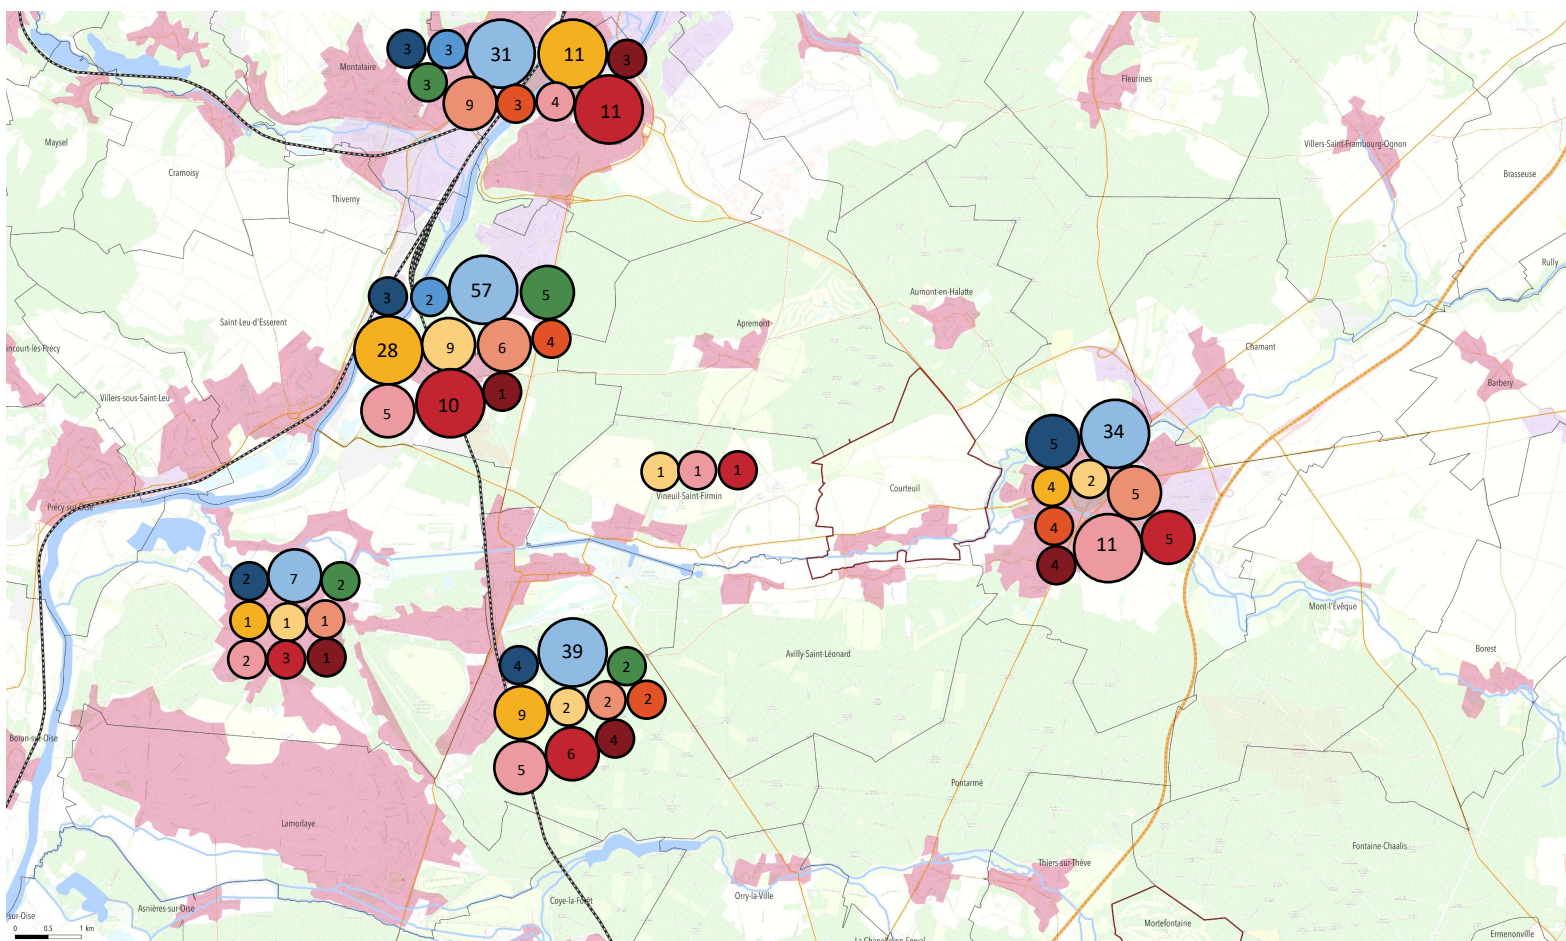 3 3 31 11 3
Montataire
Fleurines
3
9 3 4 11
Maysel
Villers-Saint-Frambourg-Ognon
Cramoisy
Brasseuse
Thiverny
Rully
3 2 57 5
Aumont-en-Halatte
Saint-Leu-d'Esserent
Apremont
28 9 6 4
incourt-lès-Précy
Chamant
Barbery
Villers-sous-Saint-Leu
5 10 1
5 34
1 1 1
4 2 5
Vineuil-Saint-Firmin
Courteuil
Précy-sur-Oise
4 11 5
4
2 7 2
1 1 1
Mont-l'Évêque
2 3 1
4 39 2
Avilly-Saint-Léonard
Borest
9 2 2 2
Boran-sur-Oise
5 6 4
Pontarmé
Lamorlaye
Fontaine-Chaalis
Thiers-sur-Thève
Orry-la-Ville
Coye-la-Forêt
Asnières-sur-Oise
sur-Oise
Mortefontaine
0 0.5 1 km
Ermenonville